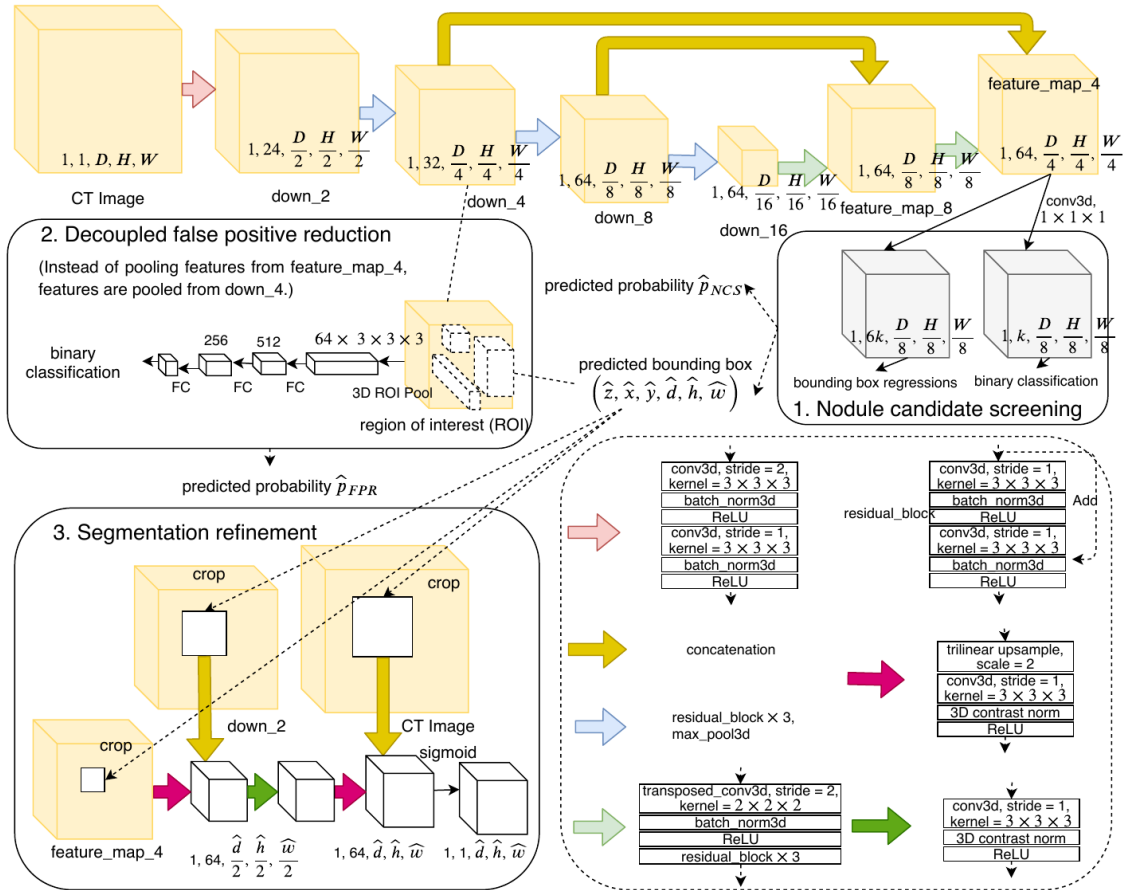 feature_map_4
1, 1, D, H, W
1, 24, D/2, H/2, W/2
1, 32, D/4, H/4, W/4
1, 64, D/8, H/8, W/8
1, 64, D/16, H/16, W/16
1, 64, D/8, H/8, W/8
1, 64, D/4, H/4, W/4
CT Image
down_2
down_4
down_8
down_16
feature_map_8
conv3d,
1 × 1 × 1
2. Decoupled false positive reduction
(Instead of pooling features from feature_map_4,
features are pooled from down_4.)
binary
classification
256
512
64 × 3 × 3 × 3
FC
FC
FC
3D ROI Pool
region of interest (ROI)
predicted probability p̂_FPR
predicted probability p̂_NCS
predicted bounding box
(ẑ, x̂, ŷ, d̂, ĥ, ŵ)
1, 6k, D/8, H/8, W/8
1, k, D/8, H/8, W/8
bounding box regressions
binary classification
1. Nodule candidate screening
3. Segmentation refinement
crop
crop
crop
down_2
CT Image
sigmoid
feature_map_4
1, 64, d̂/2, ĥ/2, ŵ/2
1, 64, d̂, ĥ, ŵ
1, 1, d̂, ĥ, ŵ
conv3d, stride = 2,
kernel = 3 × 3 × 3
batch_norm3d
ReLU
conv3d, stride = 1,
kernel = 3 × 3 × 3
batch_norm3d
ReLU
residual_block
conv3d, stride = 1,
kernel = 3 × 3 × 3
batch_norm3d
ReLU
conv3d, stride = 1,
kernel = 3 × 3 × 3
batch_norm3d
ReLU
Add
concatenation
trilinear upsample,
scale = 2
conv3d, stride = 1,
kernel = 3 × 3 × 3
3D contrast norm
ReLU
residual_block × 3,
max_pool3d
transposed_conv3d, stride = 2,
kernel = 2 × 2 × 2
batch_norm3d
ReLU
residual_block × 3
conv3d, stride = 1,
kernel = 3 × 3 × 3
3D contrast norm
ReLU